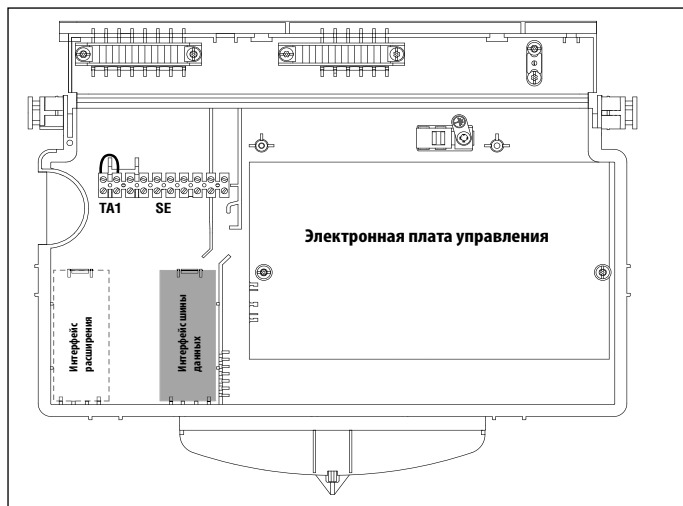 TA1 SE
Электронная плата управления
Интерфейс
расширения
Интерфейс шины
данных